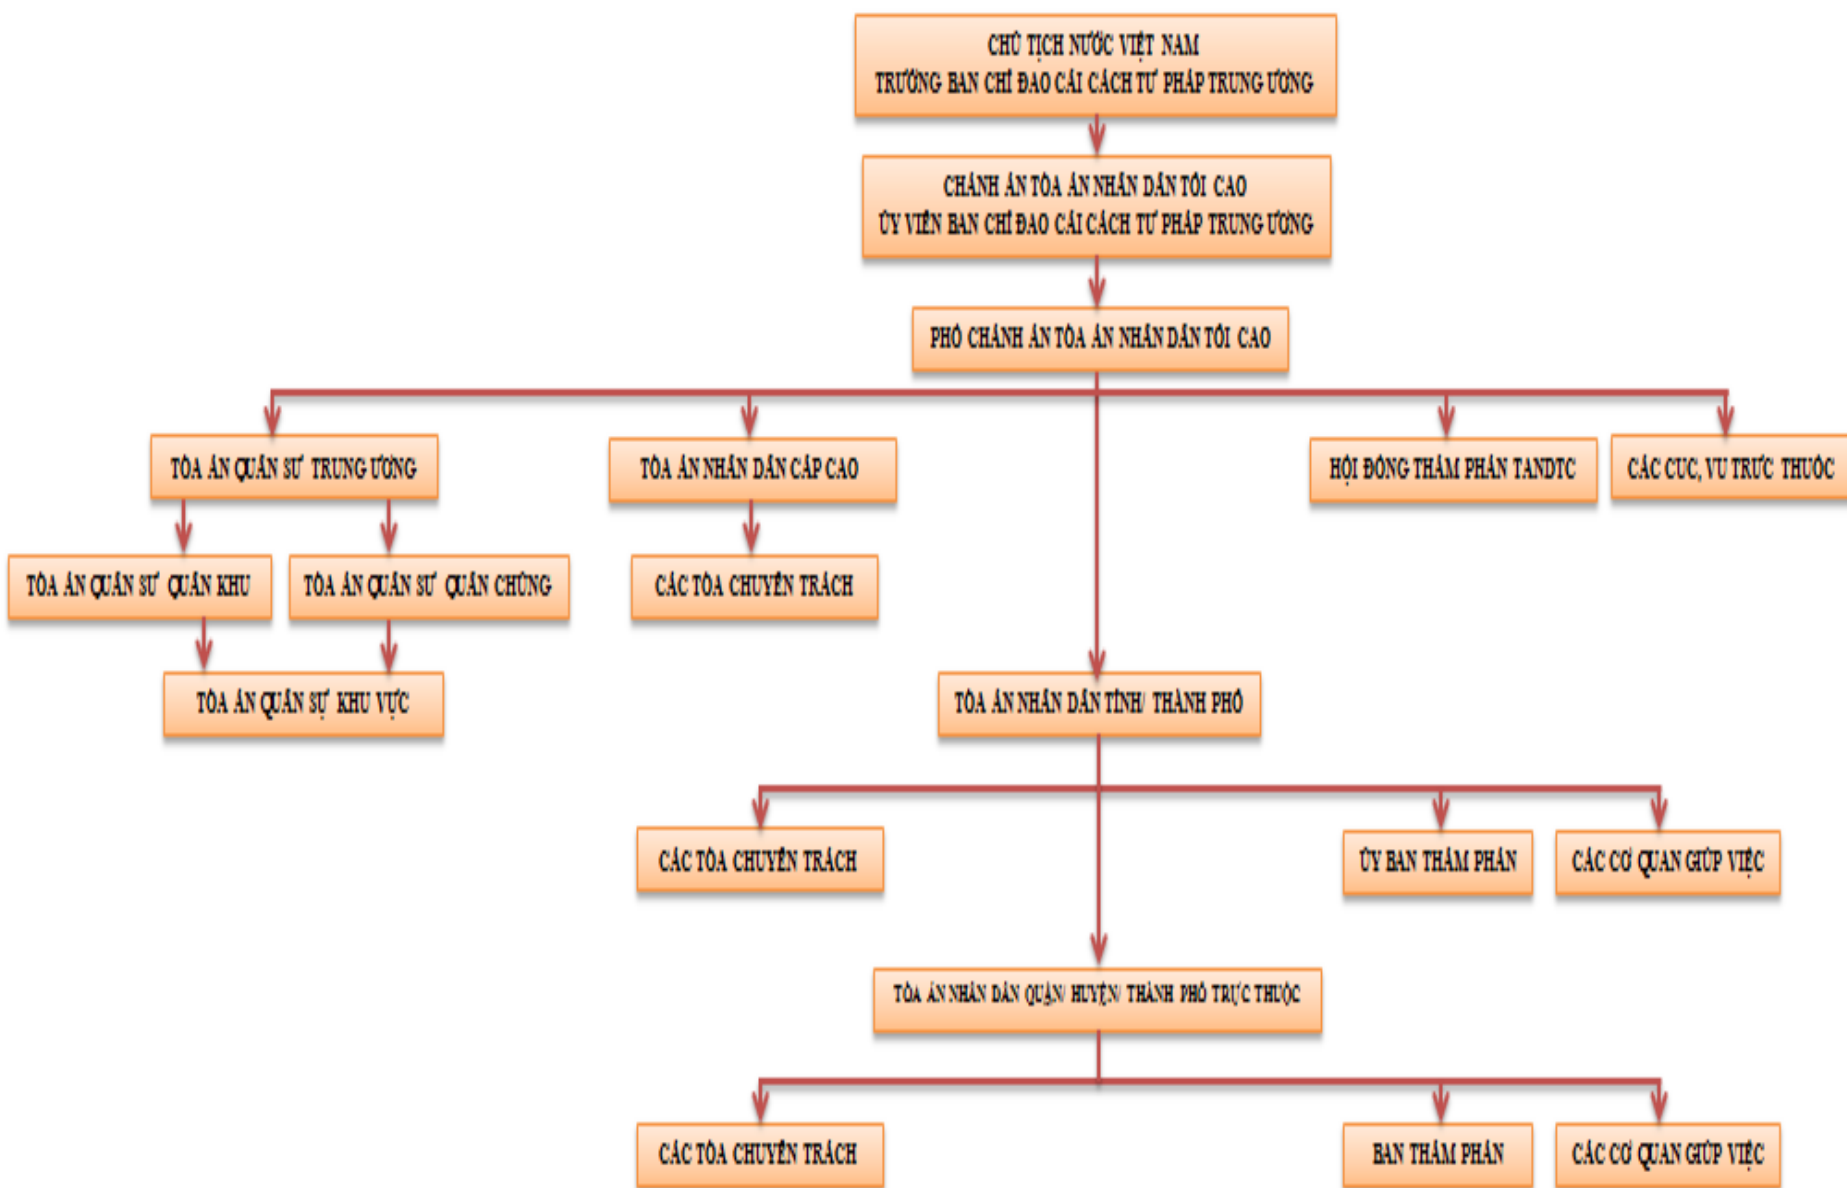 CHỦ TỊCH NƯỚC VIỆT NAM
TRƯỞNG BAN CHỈ ĐẠO CẢI CÁCH TƯ PHÁP TRUNG ƯƠNG
CHÁNH ÁN TÒA ÁN NHÂN DÂN TỐI CAO
ỦY VIÊN BAN CHỈ ĐẠO CẢI CÁCH TƯ PHÁP TRUNG ƯƠNG
PHÓ CHÁNH ÁN TÒA ÁN NHÂN DÂN TỐI CAO
TÒA ÁN QUÂN SỰ TRUNG ƯƠNG
TÒA ÁN NHÂN DÂN CẤP CAO
HỘI ĐỒNG THẨM PHÁN TANDTC
CÁC CỤC, VỤ TRỰC THUỘC
TÒA ÁN QUÂN SỰ QUÂN KHU
TÒA ÁN QUÂN SỰ QUÂN CHỦNG
CÁC TÒA CHUYÊN TRÁCH
TÒA ÁN QUÂN SỰ KHU VỰC
TÒA ÁN NHÂN DÂN TỈNH/ THÀNH PHỐ
CÁC TÒA CHUYÊN TRÁCH
ỦY BAN THẨM PHÁN
CÁC CƠ QUAN GIÚP VIỆC
TÒA ÁN NHÂN DÂN QUẬN/ HUYỆN/ THÀNH PHỐ TRỰC THUỘC
CÁC TÒA CHUYÊN TRÁCH
BAN THẨM PHÁN
CÁC CƠ QUAN GIÚP VIỆC